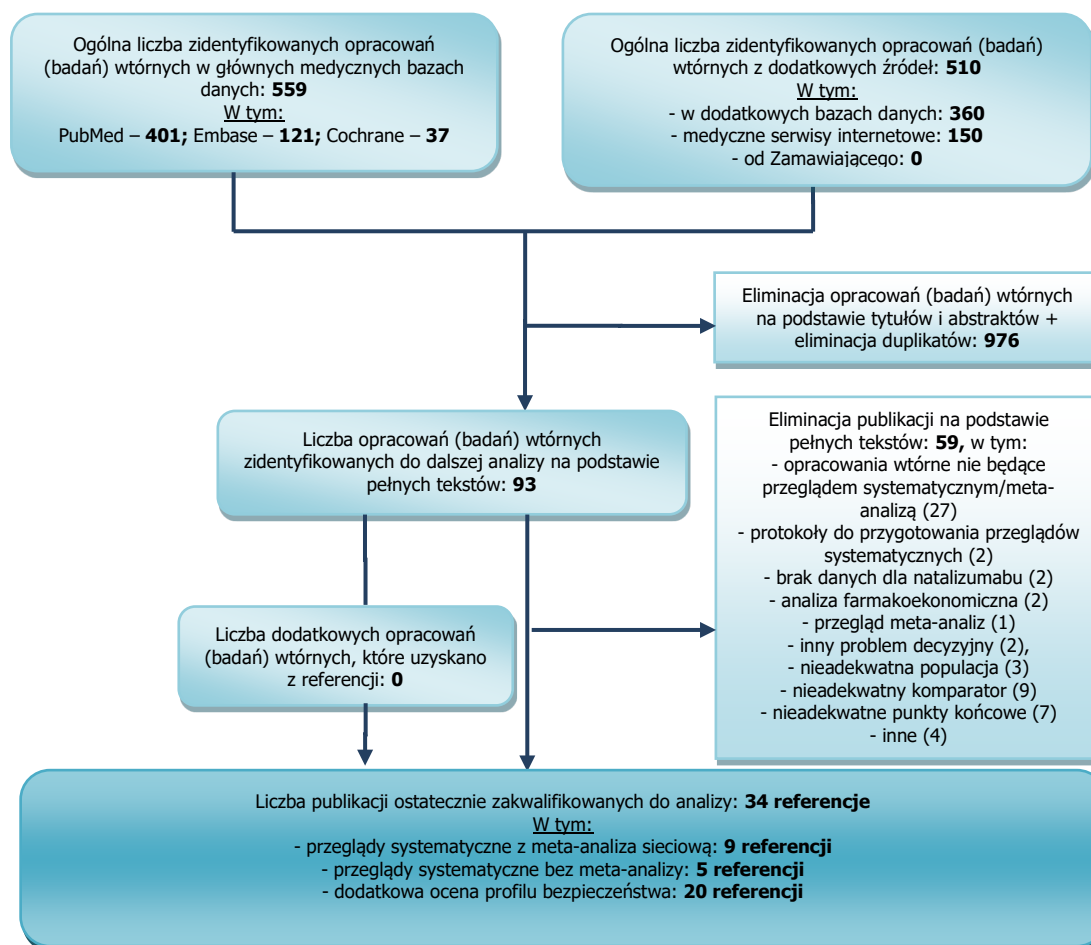 Ogólna liczba zidentyfikowanych opracowań
(badań) wtórnych w głównych medycznych bazach
danych: 559
W tym:
PubMed – 401; Embase – 121; Cochrane – 37
Ogólna liczba zidentyfikowanych opracowań (badań)
wtórnych z dodatkowych źródeł: 510
W tym:
- w dodatkowych bazach danych: 360
- medyczne serwisy internetowe: 150
- od Zamawiającego: 0
Eliminacja opracowań (badań) wtórnych
na podstawie tytułów i abstraktów +
eliminacja duplikatów: 976
Liczba opracowań (badań) wtórnych
zidentyfikowanych do dalszej analizy na podstawie
pełnych tekstów: 93
Eliminacja publikacji na podstawie
pełnych tekstów: 59, w tym:
- opracowania wtórne nie będące
przeglądem systematycznym/meta-
analizą (27)
- protokoły do przygotowania przeglądów
systematycznych (2)
- brak danych dla natalizumabu (2)
- analiza farmakoekonomiczna (2)
- przegląd meta-analiz (1)
- inny problem decyzyjny (2),
- nieadekwatna populacja (3)
- nieadekwatny komparator (9)
- nieadekwatne punkty końcowe (7)
- inne (4)
Liczba dodatkowych opracowań
(badań) wtórnych, które uzyskano
z referencji: 0
Liczba publikacji ostatecznie zakwalifikowanych do analizy: 34 referencje
W tym:
- przeglądy systematyczne z meta-analiza sieciową: 9 referencji
- przeglądy systematyczne bez meta-analizy: 5 referencji
- dodatkowa ocena profilu bezpieczeństwa: 20 referencji